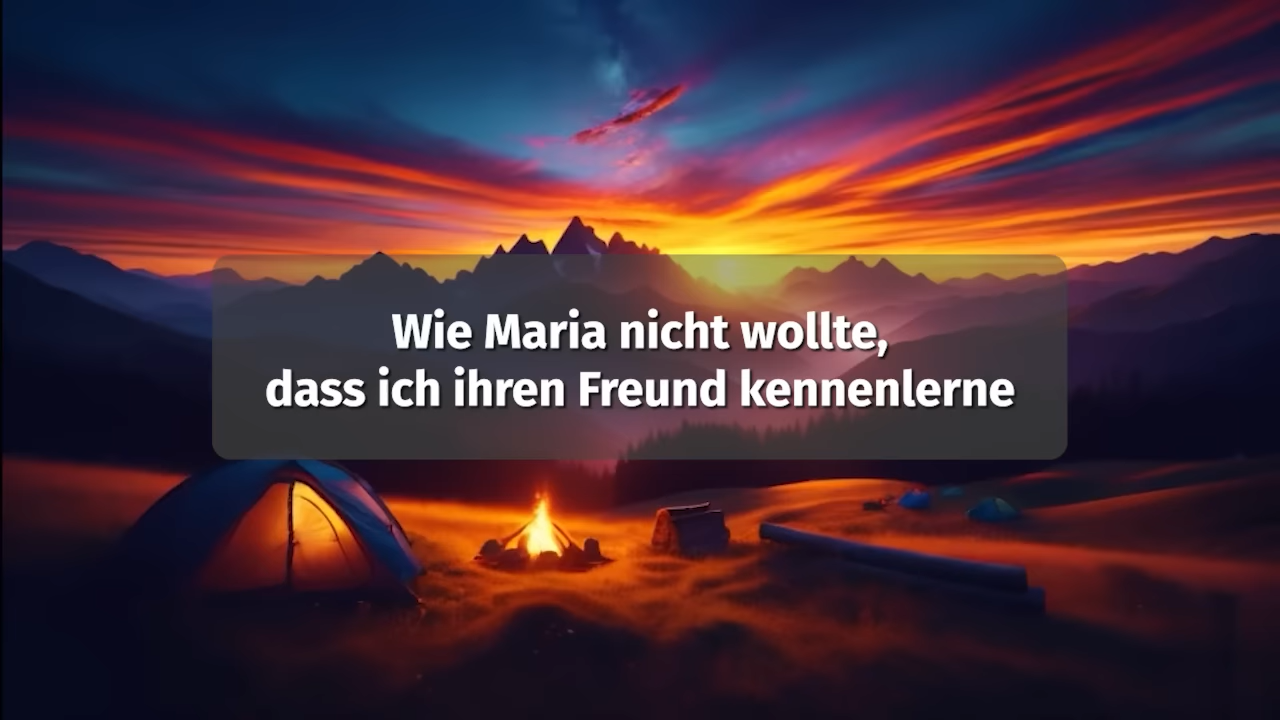 Wie Maria nicht wollte,
dass ich ihren Freund kennenlerne